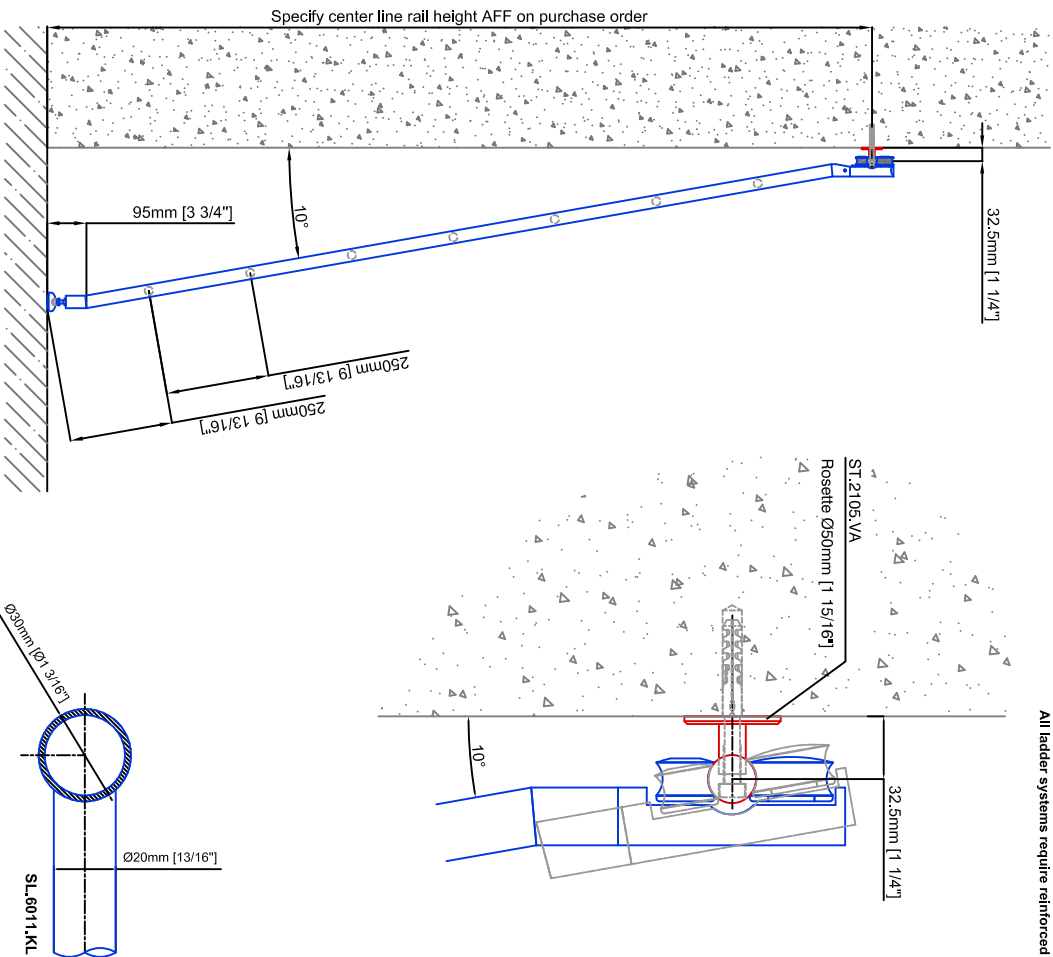 Specify center line rail height AFF on purchase order
95mm [3 3/4"]
10°
32.5mm [1 1/4"]
250mm [9 13/16"]
250mm [9 13/16"]
ST.2105.VA
Rosette Ø50mm [1 15/16"]
10°
32.5mm [1 1/4"]
All ladder systems require reinforced
Ø30mm [Ø1 3/16"]
Ø20mm [13/16"]
SL.6011.KL